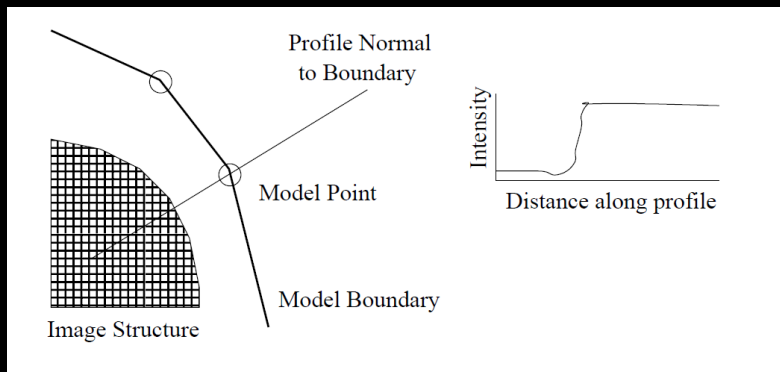 Profile Normal
to Boundary
Model Point
Model Boundary
Image Structure
Intensity
Distance along profile